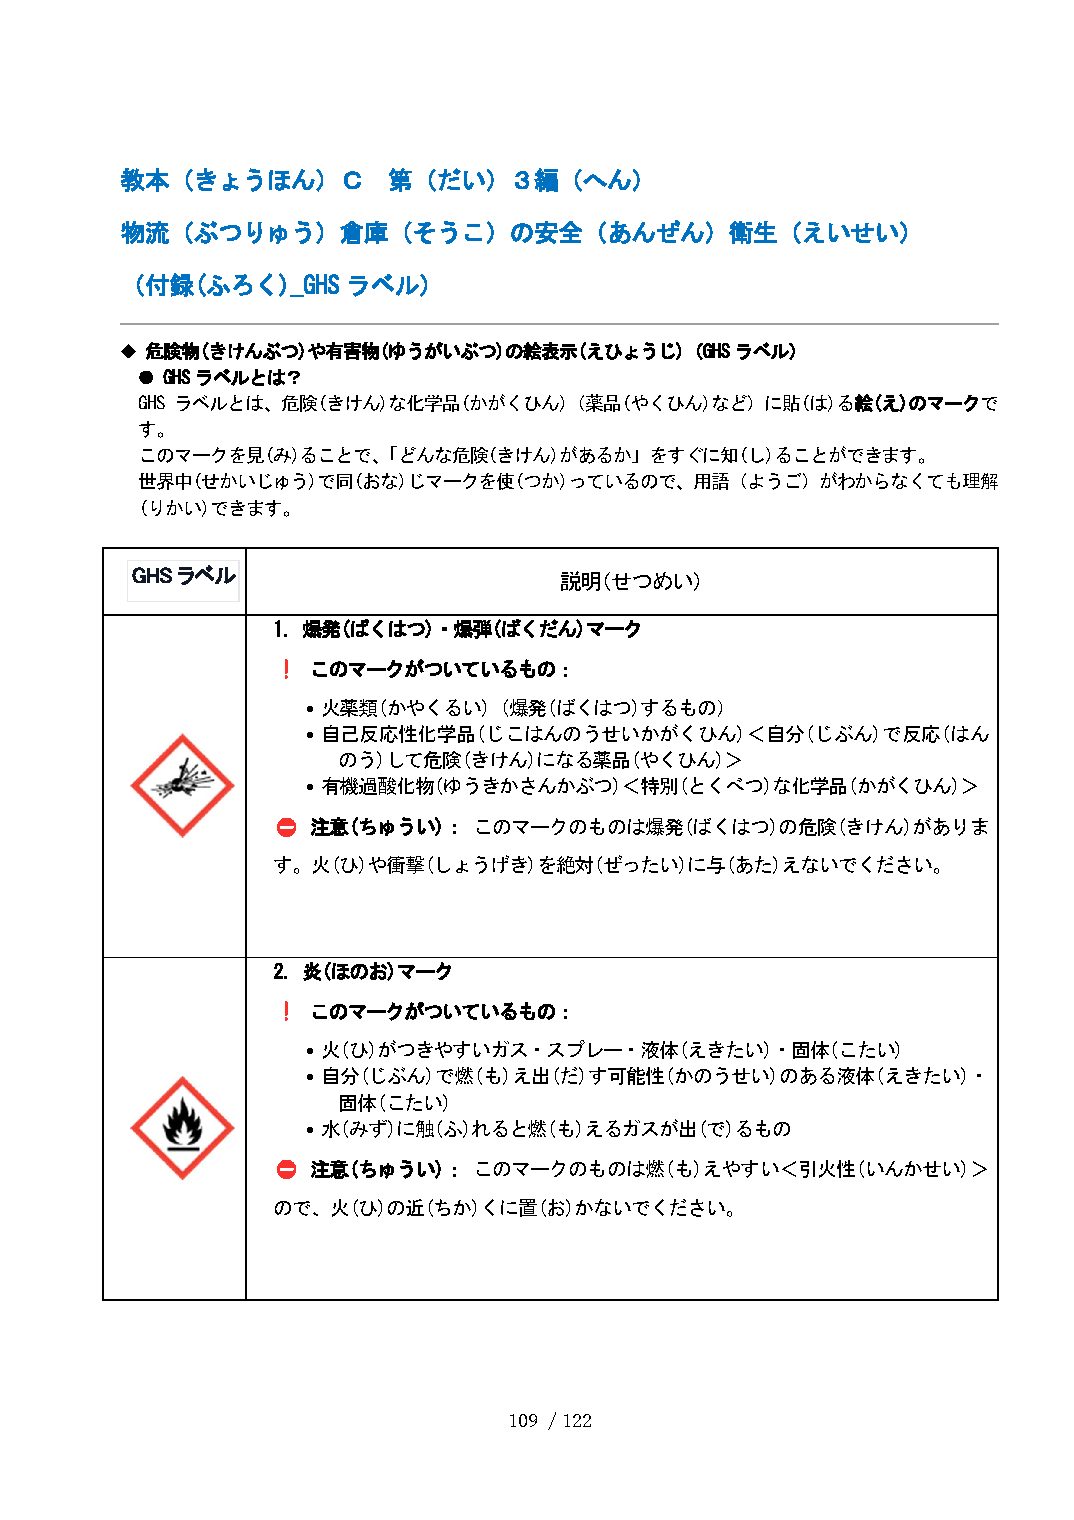 教本（きょうほん）Ｃ　第（だい）３編（へん）
物流（ぶつりゅう）倉庫（そうこ）の安全（あんぜん）衛生（えいせい）
（付録(ふろく)_GHS ラベル）
◆ 危険物(きけんぶつ)や有害物(ゆうがいぶつ)の絵表示(えひょうじ)（GHS ラベル）
● GHS ラベルとは？
GHS ラベルとは、危険(きけん)な化学品(かがくひん)（薬品(やくひん)など）に貼(は)る絵(え)のマークで
す。
このマークを見(み)ることで、「どんな危険(きけん)があるか」をすぐに知(し)ることができます。
世界中(せかいじゅう)で同(おな)じマークを使(つか)っているので、用語（ようご）がわからなくても理解
(りかい)できます。
GHS ラベル
説明(せつめい)
1. 爆発(ばくはつ)・爆弾(ばくだん)マーク
❗ このマークがついているもの：
• 火薬類(かやくるい)（爆発(ばくはつ)するもの）
• 自己反応性化学品(じこはんのうせいかがくひん)＜自分(じぶん)で反応(はん
のう)して危険(きけん)になる薬品(やくひん)＞
• 有機過酸化物(ゆうきかさんかぶつ)＜特別(とくべつ)な化学品(かがくひん)＞
⛔ 注意(ちゅうい)： このマークのものは爆発(ばくはつ)の危険(きけん)がありま
す。火(ひ)や衝撃(しょうげき)を絶対(ぜったい)に与(あた)えないでください。
2. 炎(ほのお)マーク
❗ このマークがついているもの：
• 火(ひ)がつきやすいガス・スプレー・液体(えきたい)・固体(こたい)
• 自分(じぶん)で燃(も)え出(だ)す可能性(かのうせい)のある液体(えきたい)・
固体(こたい)
• 水(みず)に触(ふ)れると燃(も)えるガスが出(で)るもの
⛔ 注意(ちゅうい)： このマークのものは燃(も)えやすい＜引火性(いんかせい)＞
ので、火(ひ)の近(ちか)くに置(お)かないでください。
109 / 122